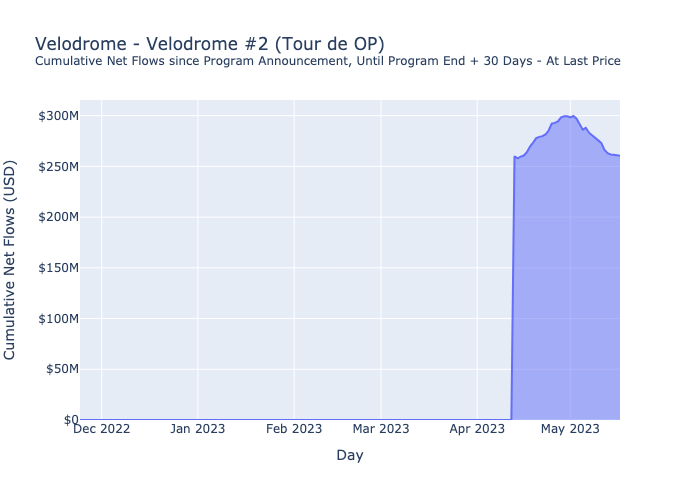 Velodrome - Velodrome #2 (Tour de OP)
Cumulative Net Flows since Program Announcement, Until Program End + 30 Days - At Last Price
Cumulative Net Flows (USD)
$300M
$250M
$200M
$150M
$100M
$50M
$0
Dec 2022 Jan 2023 Feb 2023 Mar 2023 Apr 2023 May 2023
Day